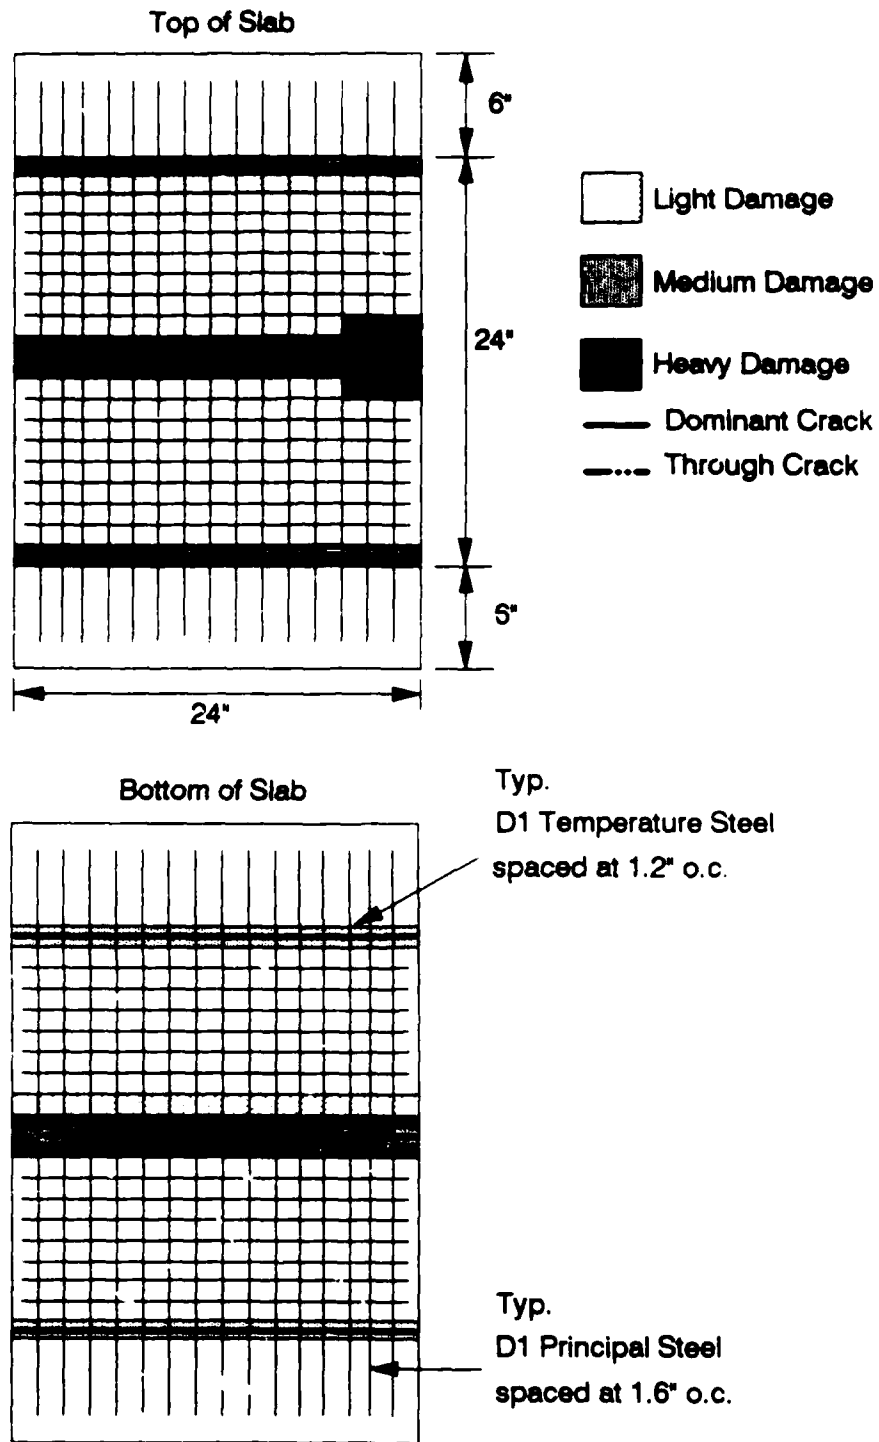 Top of Slab
6"
24"
6"
24"
Light Damage
Medium Damage
Heavy Damage
Dominant Crack
Through Crack
Bottom of Slab
Typ.
D1 Temperature Steel
spaced at 1.2" o.c.
Typ.
D1 Principal Steel
spaced at 1.6" o.c.